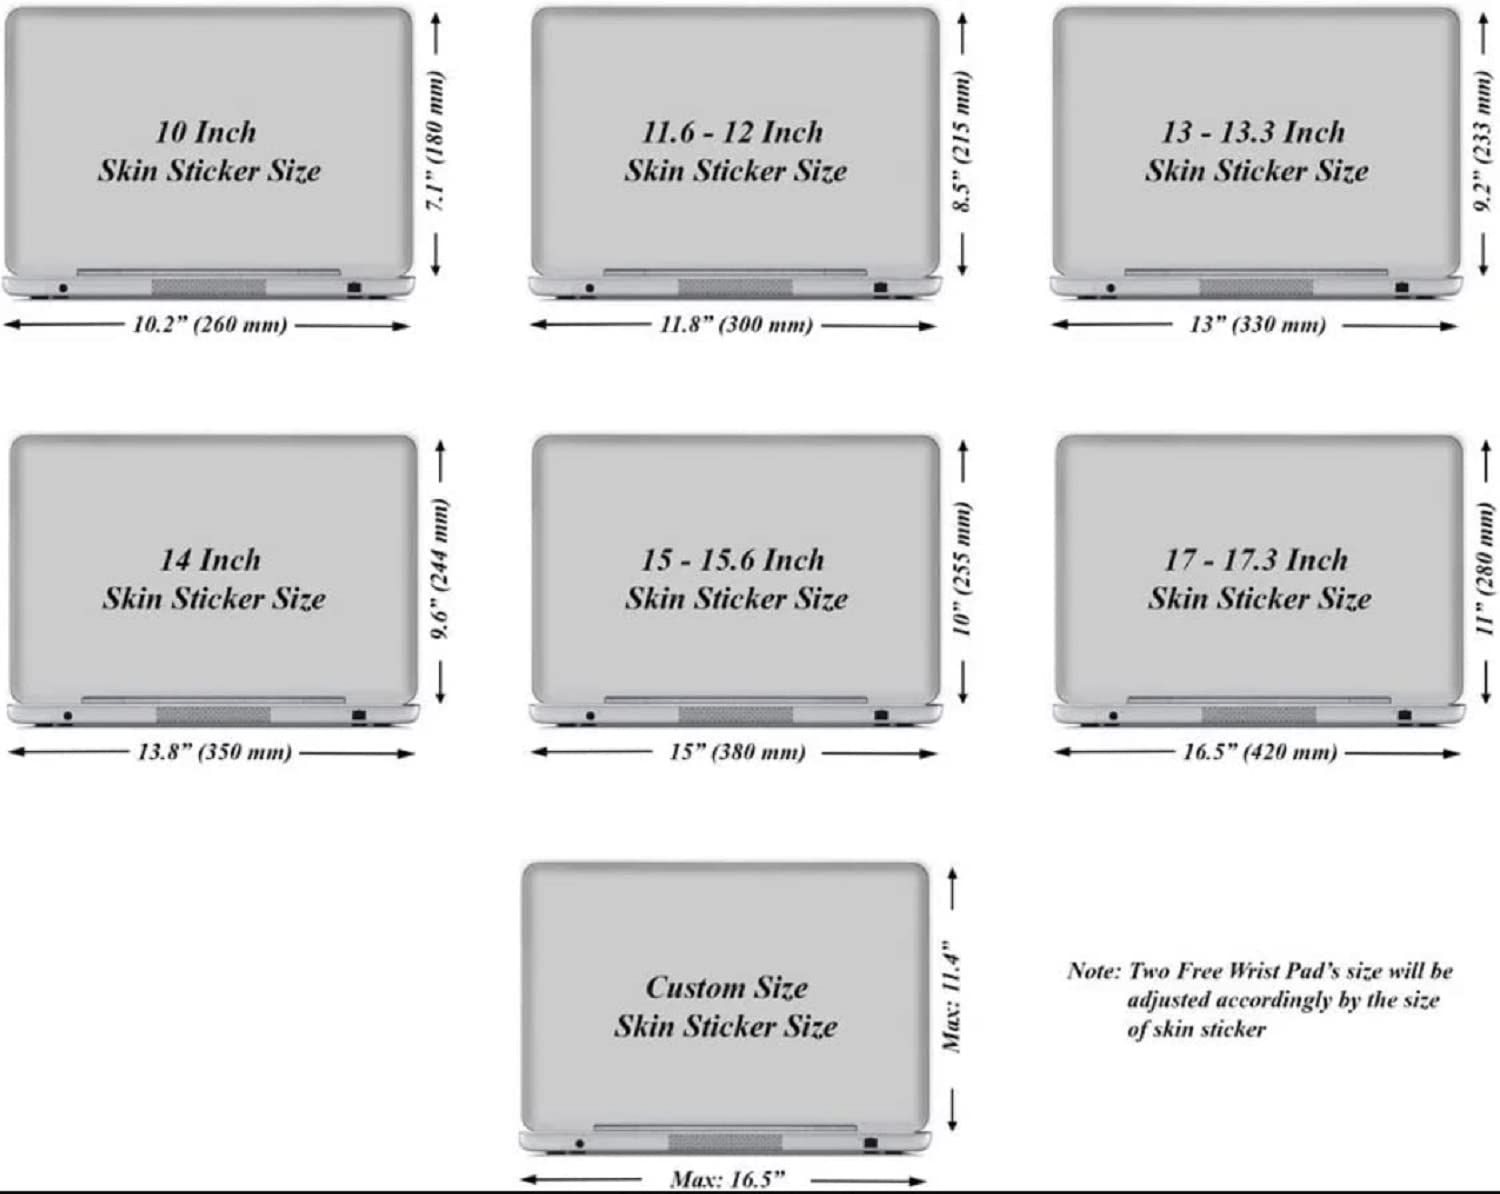 10 Inch
Skin Sticker Size
7.1” (180 mm)
10.2” (260 mm)
11.6 - 12 Inch
Skin Sticker Size
8.5” (215 mm)
11.8” (300 mm)
13 - 13.3 Inch
Skin Sticker Size
9.2” (233 mm)
13” (330 mm)
14 Inch
Skin Sticker Size
9.6” (244 mm)
13.8” (350 mm)
15 - 15.6 Inch
Skin Sticker Size
10” (255 mm)
15” (380 mm)
17 - 17.3 Inch
Skin Sticker Size
11” (280 mm)
16.5” (420 mm)
Custom Size
Skin Sticker Size
Max: 11.4”
Max: 16.5”
Note: Two Free Wrist Pad’s size will be
adjusted accordingly by the size
of skin sticker